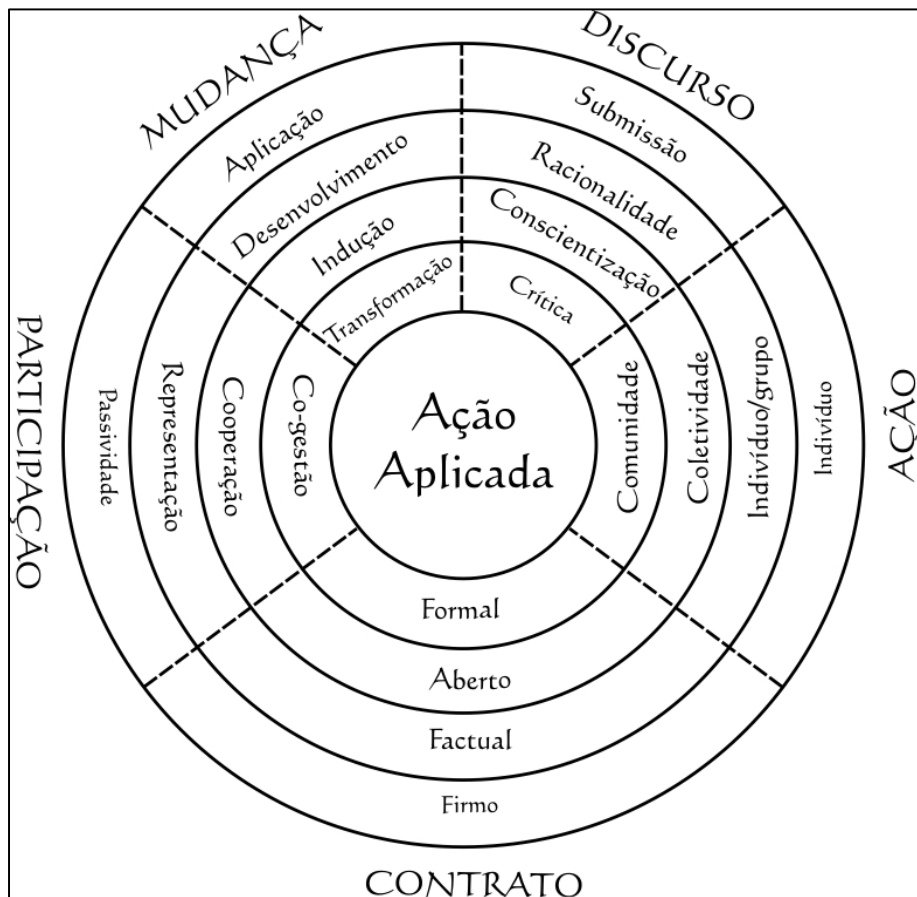 MUDANÇA
DISCURSO
Aplicação
Submissão
Desenvolvimento
Racionalidade
Indução
Conscientização
Transformação
Crítica
PARTICIPAÇÃO
Passividade
Representação
Cooperação
Co-gestão
Ação
Aplicada
Comunidade
Coletividade
Indivíduo/grupo
Indivíduo
AÇÃO
Formal
Aberto
Factual
Firmo
CONTRATO